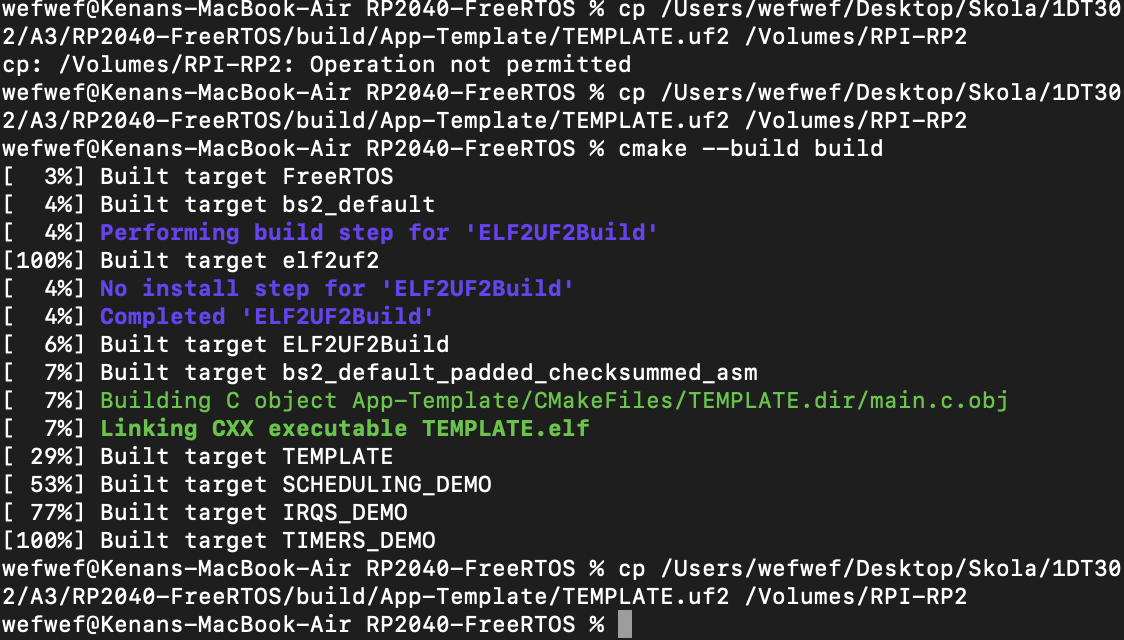 wefwef@Kenans-MacBook-Air RP2040-FreeRTOS % cp /Users/wefwef/Desktop/Skola/1DT30
2/A3/RP2040-FreeRTOS/build/App-Template/TEMPLATE.uf2 /Volumes/RPI-RP2
cp: /Volumes/RPI-RP2: Operation not permitted
wefwef@Kenans-MacBook-Air RP2040-FreeRTOS % cp /Users/wefwef/Desktop/Skola/1DT30
2/A3/RP2040-FreeRTOS/build/App-Template/TEMPLATE.uf2 /Volumes/RPI-RP2
wefwef@Kenans-MacBook-Air RP2040-FreeRTOS % cmake --build build
[  3%] Built target FreeRTOS
[  4%] Built target bs2_default
[  4%] Performing build step for 'ELF2UF2Build'
[100%] Built target elf2uf2
[  4%] No install step for 'ELF2UF2Build'
[  4%] Completed 'ELF2UF2Build'
[  6%] Built target ELF2UF2Build
[  7%] Built target bs2_default_padded_checksummed_asm
[  7%] Building C object App-Template/CMakeFiles/TEMPLATE.dir/main.c.obj
[  7%] Linking CXX executable TEMPLATE.elf
[ 29%] Built target TEMPLATE
[ 53%] Built target SCHEDULING_DEMO
[ 77%] Built target IRQS_DEMO
[100%] Built target TIMERS_DEMO
wefwef@Kenans-MacBook-Air RP2040-FreeRTOS % cp /Users/wefwef/Desktop/Skola/1DT30
2/A3/RP2040-FreeRTOS/build/App-Template/TEMPLATE.uf2 /Volumes/RPI-RP2
wefwef@Kenans-MacBook-Air RP2040-FreeRTOS %